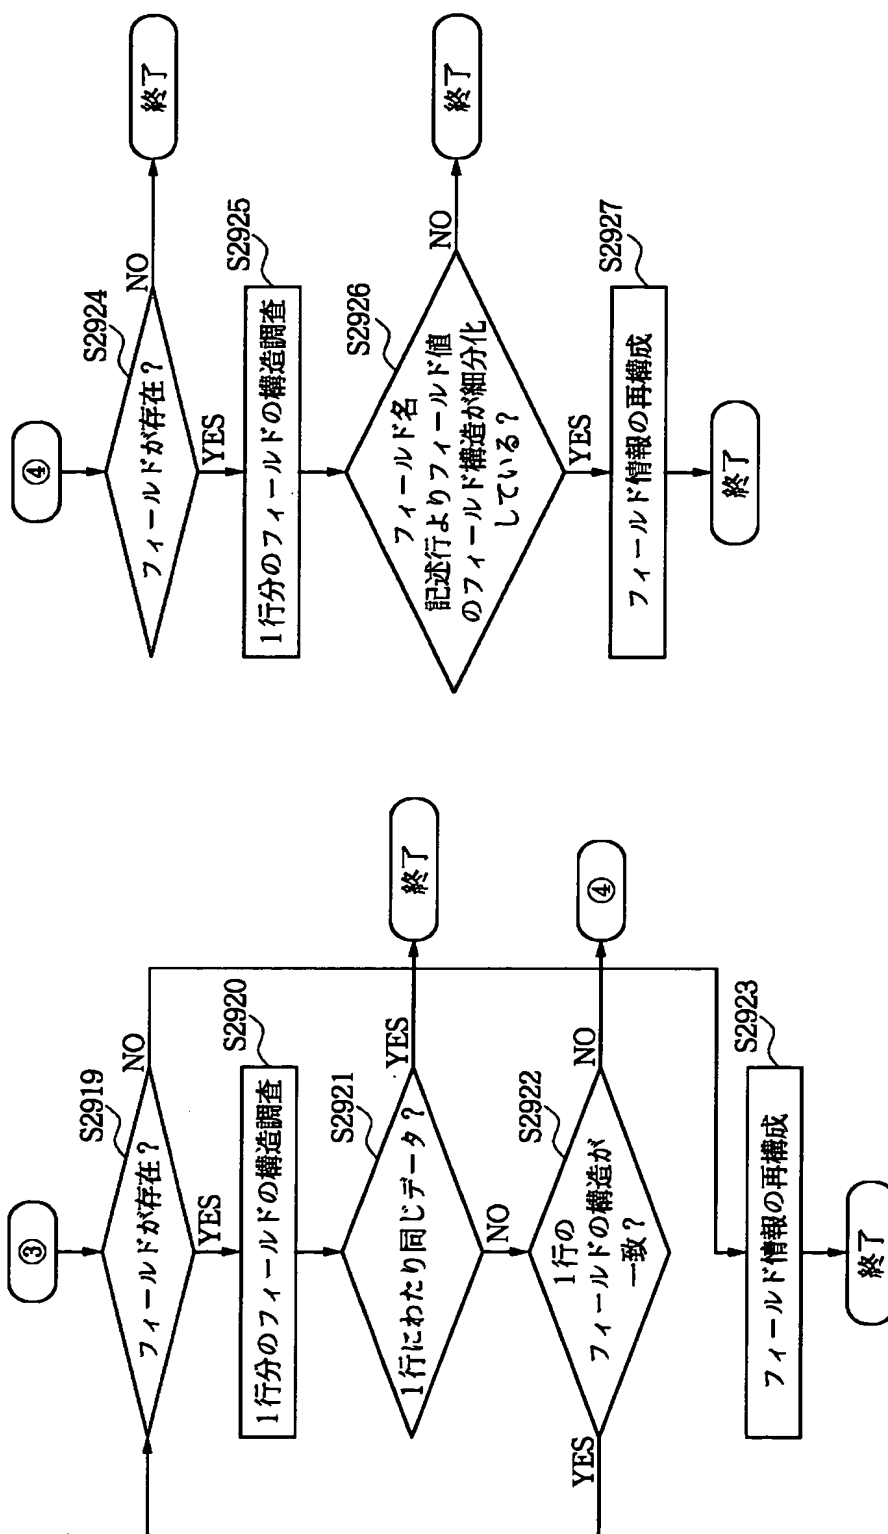 ③
S2919
フィールドが存在?
NO
YES
S2920
1行分のフィールドの構造調査
S2921
1行にわたり同じデータ?
YES
終了
NO
S2922
1行の
フィールドの構造が
一致?
NO
④
YES
S2923
フィールド情報の再構成
終了
④
S2924
フィールドが存在?
NO
終了
YES
S2925
1行分のフィールドの構造調査
S2926
フィールド名
記述行よりフィールド値
のフィールド構造が細分化
している?
NO
終了
YES
S2927
フィールド情報の再構成
終了